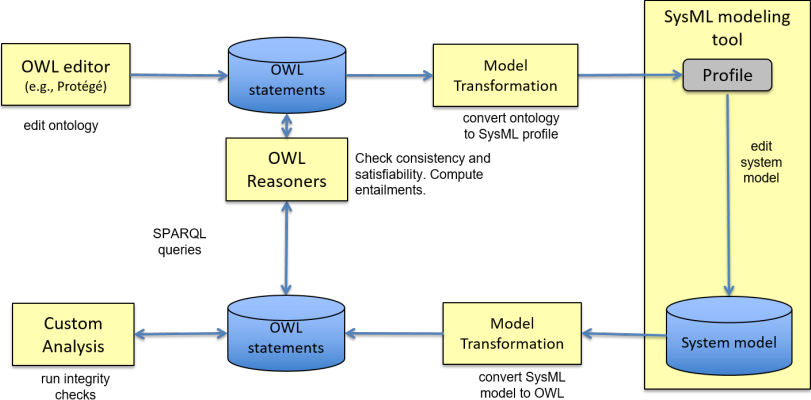 SysML modeling
tool
OWL editor
(e.g., Protégé)
edit ontology
OWL
statements
Model
Transformation
convert ontology
to SysML profile
Profile
edit
system
model
OWL
Reasoners
Check consistency and
satisfiability. Compute
entailments.
SPARQL
queries
Custom
Analysis
run integrity
checks
OWL
statements
Model
Transformation
convert SysML
model to OWL
System model